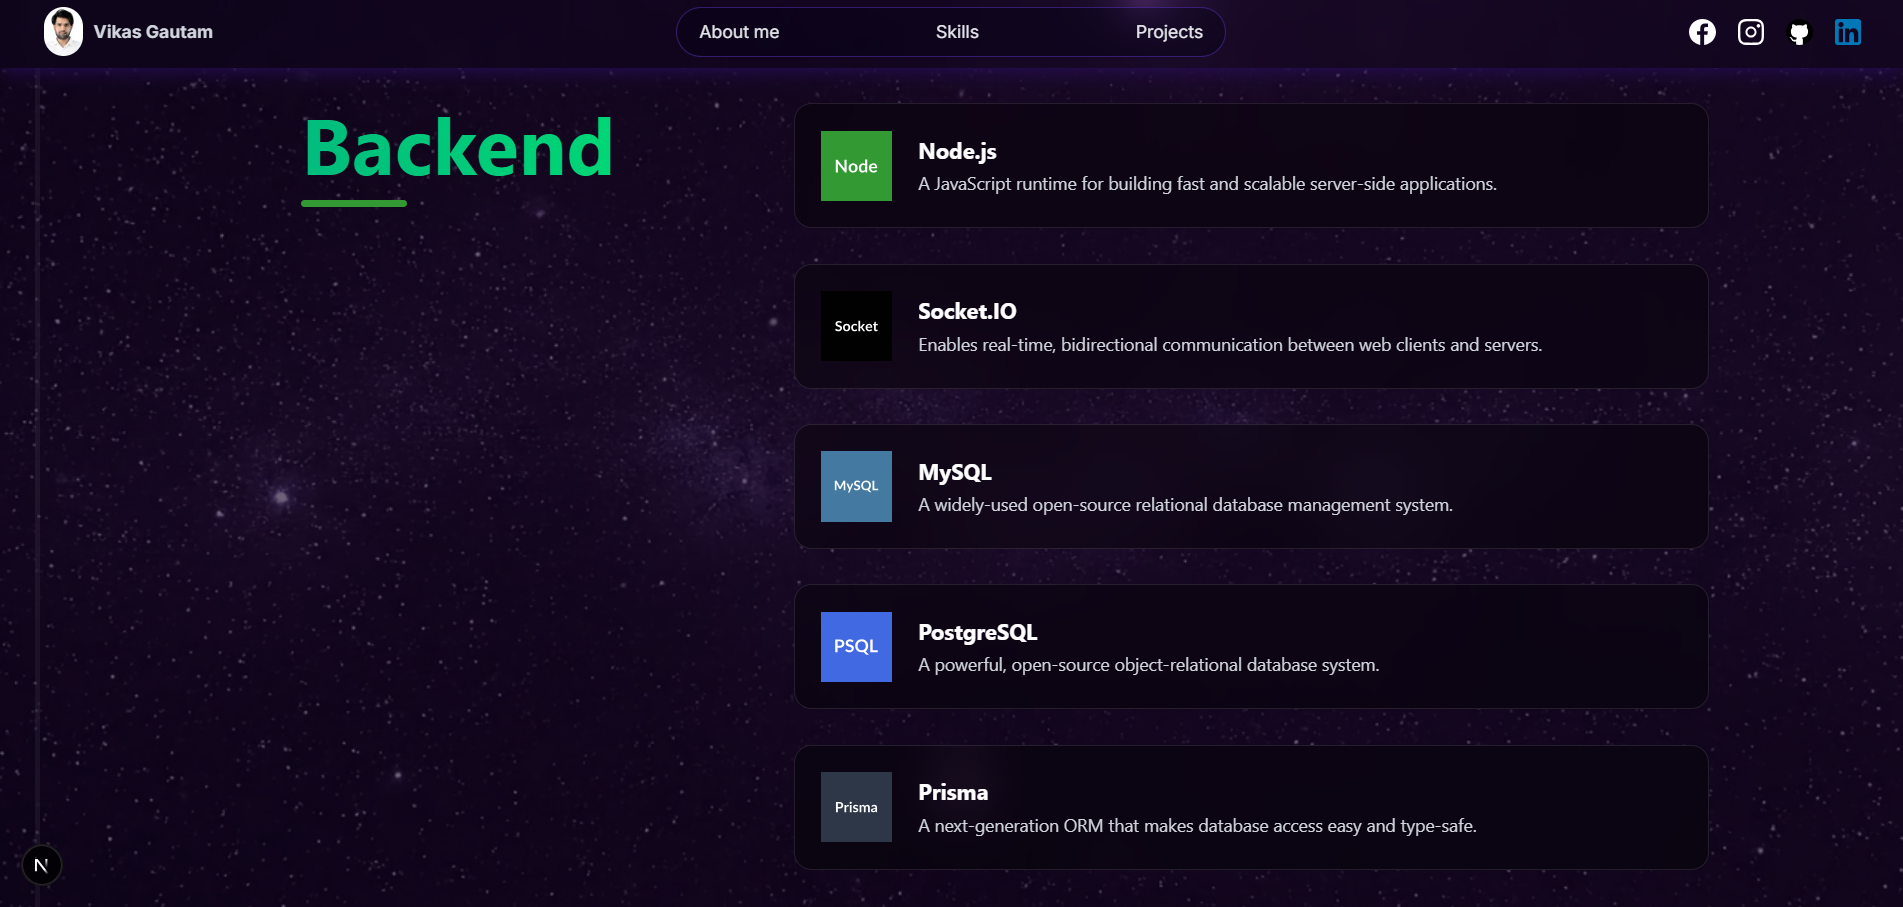 Vikas Gautam
About me
Skills
Projects
Backend
Node
Node.js
A JavaScript runtime for building fast and scalable server-side applications.
Socket
Socket.IO
Enables real-time, bidirectional communication between web clients and servers.
MySQL
MySQL
A widely-used open-source relational database management system.
PSQL
PostgreSQL
A powerful, open-source object-relational database system.
Prisma
Prisma
A next-generation ORM that makes database access easy and type-safe.
N